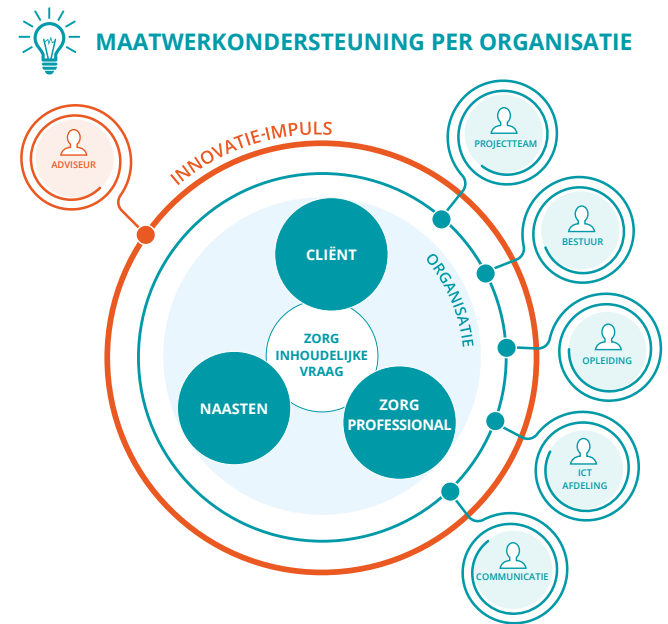 MAATWERKONDERSTEUNING PER ORGANISATIE
INNOVATIE-IMPULS
ADVISEUR
PROJECTTEAM
BESTUUR
ORGANISATIE
CLIËNT
ZORG
INHOUDELIJKE
VRAAG
OPLEIDING
NAASTEN
ZORG
PROFESSIONAL
ICT
AFDELING
COMMUNICATIE